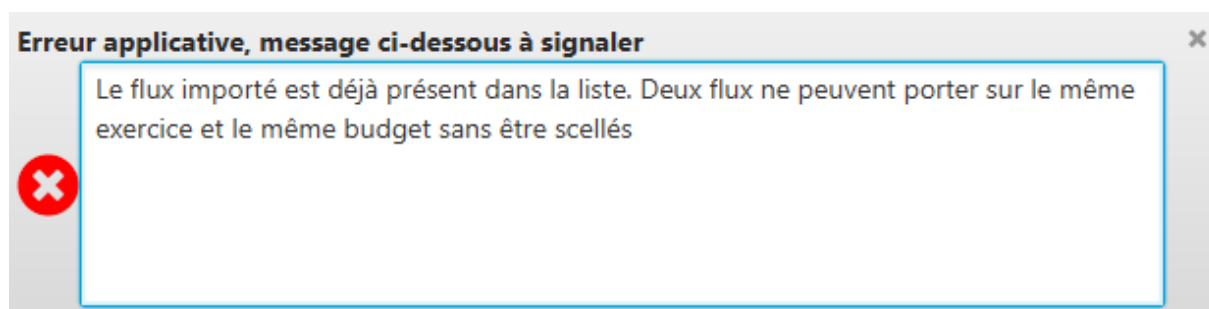 Erreur applicative, message ci-dessous à signaler
Le flux importé est déjà présent dans la liste. Deux flux ne peuvent porter sur le même
exercice et le même budget sans être scellés